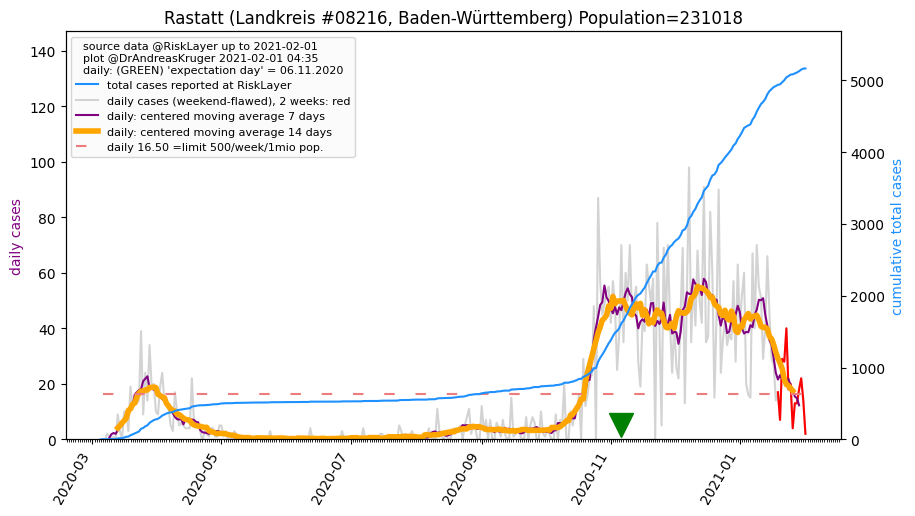 Rastatt (Landkreis #08216, Baden-Württemberg) Population=231018
source data @RiskLayer up to 2021-02-01
plot @DrAndreasKruger 2021-02-01 04:35
daily: (GREEN) 'expectation day' = 06.11.2020
total cases reported at RiskLayer
daily cases (weekend-flawed), 2 weeks: red
daily: centered moving average 7 days
daily: centered moving average 14 days
daily 16.50 =limit 500/week/1mio pop.
daily cases
140
120
100
80
60
40
20
0
cumulative total cases
5000
4000
3000
2000
1000
0
2020-03
2020-05
2020-07
2020-09
2020-11
2021-01